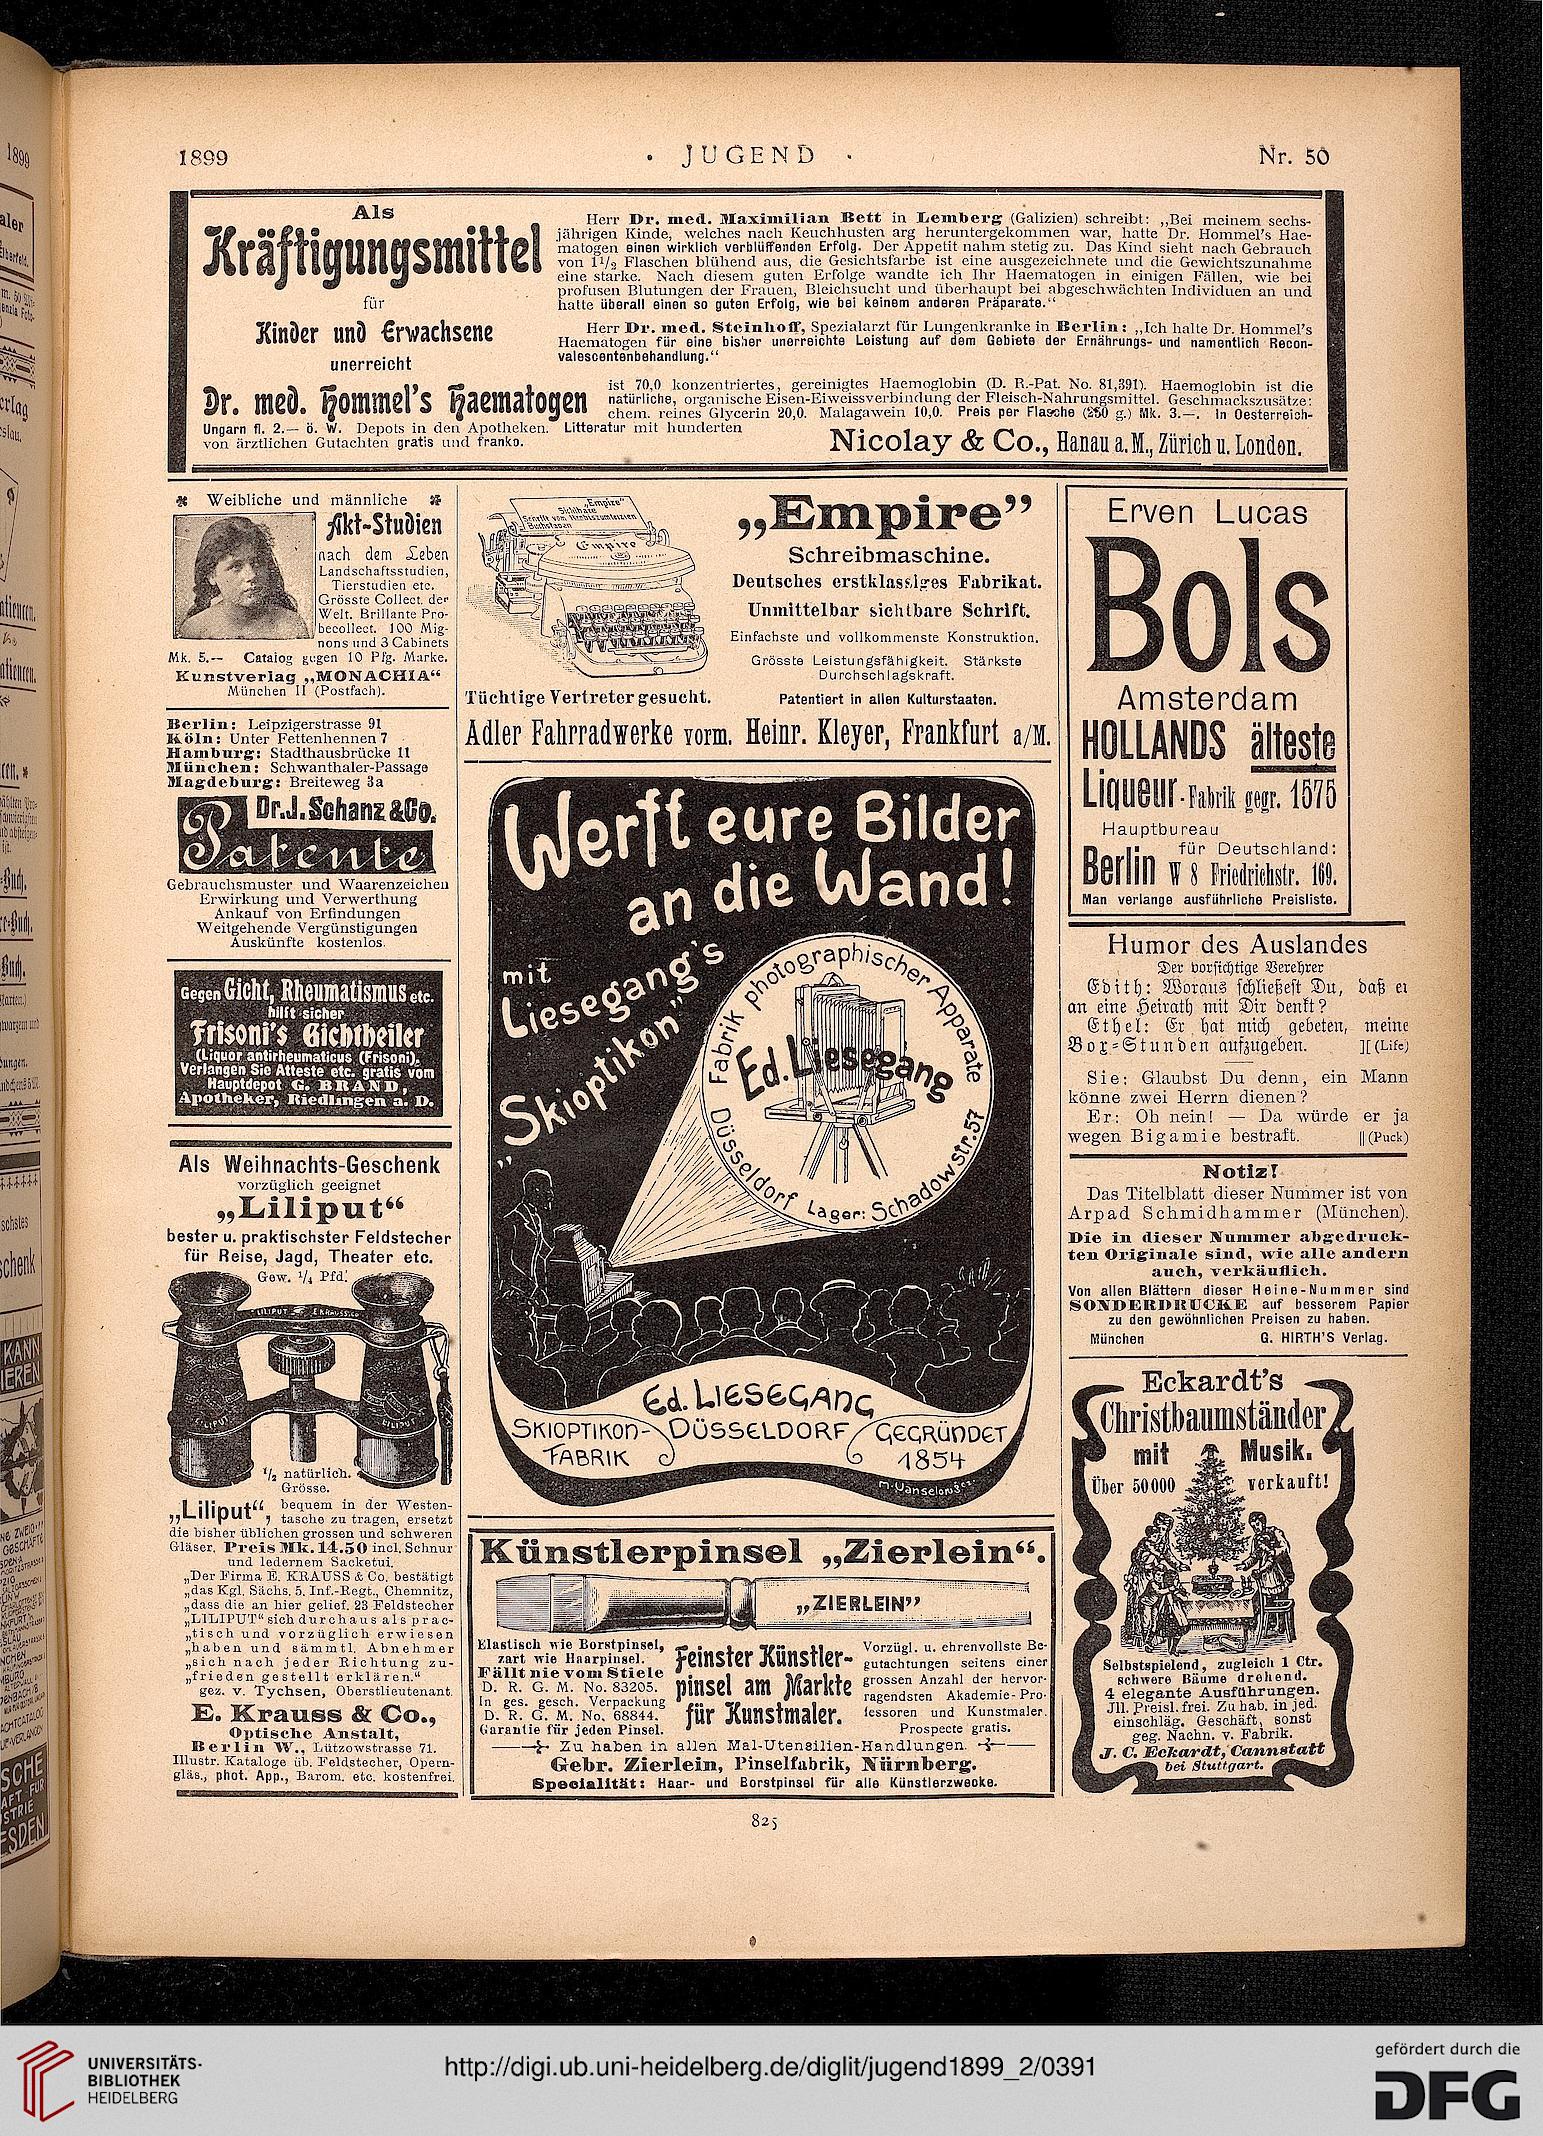 1899
· JUGEND ·
Nr. 50
Als
Kräftigungsmittel
für
Kinder und Erwachsene
unerreicht
Herr Dr. med. Maximilian Bett in Lemberg (Galizien) schreibt: „Bei meinem sechs-
jährigen Kinde, welches nach Keuchhusten arg heruntergekommen war, hatte Dr. Hommel's Hae-
matogen einen wirklich verblüffenden Erfolg. Der Appetit nahm stetig zu. Das Kind sieht nach Gebrauch
von 1½ Flaschen blühend aus, die Gesichtsfarbe ist eine ausgezeichnete und die Gewichtszunahme
eine starke. Nach diesem guten Erfolge wandte ich Ihr Haematogen in einigen Fällen, wie bei
profusen Blutungen der Frauen, Bleichsucht und überhaupt bei abgeschwächten Individuen an und
hatte überall einen so guten Erfolg, wie bei keinem anderen Präparate.“
Herr Dr. med. Steinhoff, Spezialarzt für Lungenkranke in Berlin: „Ich halte Dr. Hommel's
Haematogen für eine bisher unerreichte Leistung auf dem Gebiete der Ernährungs- und namentlich Recon-
valescentenbehandlung.“
Dr. med. Hommel's Haematogen
ist 70,0 konzentriertes, gereinigtes Haemoglobin (D. R.-Pat. No. 81,391). Haemoglobin ist die
natürliche, organische Eisen-Eiweissverbindung der Fleisch-Nahrungsmittel. Geschmackszusätze:
chem. reines Glycerin 20,0. Malagawein 10,0. Preis per Flasche (250 g.) Mk. 3.—. In Oesterreich-
Ungarn fl. 2.— ö. W. Depots in den Apotheken. Litteratur mit hunderten
von ärztlichen Gutachten gratis und franko.
Nicolay & Co., Hanau a. M., Zürich u. London.
Weibliche und männliche
Akt-Studien
nach dem Leben
Landschaftsstudien,
Tierstudien etc.
Grösste Collect. der
Welt. Brillante Pro-
becollect. 100 Mig-
nons und 3 Cabinets
Mk. 5.— Catalog gegen 10 Pfg. Marke.
Kunstverlag „MONACHIA“
München II (Postfach).
Berlin: Leipzigerstrasse 91
Köln: Unter Fettenhennen 7
Hamburg: Stadthausbrücke 11
München: Schwanthaler-Passage
Magdeburg: Breiteweg 3a
Dr. J. Schanz & Co.
Patente
Gebrauchsmuster und Waarenzeichen
Erwirkung und Verwerthung
Ankauf von Erfindungen
Weitgehende Vergünstigungen
Auskünfte kostenlos.
Gegen Gicht, Rheumatismus etc.
hilft sicher
Frisoni's Gichtheiler
(Liquor antirheumaticus (Frisoni).
Verlangen Sie Atteste etc. gratis vom
Hauptdepot G. BRAND,
Apotheker, Riedlingen a. D.
Als Weihnachts-Geschenk
vorzüglich geeignet
„Liliput“
bester u. praktischster Feldstecher
für Reise, Jagd, Theater etc.
Gew. ¼ Pfd.
LILIPUT E. KRAUSS & Co.
LILIPUT
LILIPUT
½ natürlich.
Grösse.
„Liliput“, bequem in der Westen-
tasche zu tragen, ersetzt
die bisher üblichen grossen und schweren
Gläser. Preis Mk. 14.50 incl. Schnur
und ledernem Sacketui.
„Der Firma E. KRAUSS & Co. bestätigt
„das Kgl. Sächs. 5. Inf.-Regt., Chemnitz,
„dass die an hier gelief. 23 Feldstecher
„LILIPUT“ sich durchaus als prac-
„tisch und vorzüglich erwiesen
„haben und sämmtl. Abnehmer
„sich nach jeder Richtung zu-
„frieden gestellt erklären.“
gez. v. Tychsen, Oberstlieutenant.
E. Krauss & Co.,
Optische Anstalt,
Berlin W., Lützowstrasse 71.
Illustr. Kataloge üb. Feldstecher, Opern-
gläs., phot. App., Barom. etc. kostenfrei.
„Empire“
Sichtbare
Schrift vom
Buchstaben
Empire
„Empire”
Schreibmaschine.
Deutsches erstklassiges Fabrikat.
Unmittelbar sichtbare Schrift.
Einfachste und vollkommenste Konstruktion.
Grösste Leistungsfähigkeit. Stärkste
Durchschlagskraft.
Tüchtige Vertreter gesucht.
Patentiert in allen Kulturstaaten.
Adler Fahrradwerke vorm. Heinr. Kleyer, Frankfurt a/M.
Werft eure Bilder
an die Wand!
mit
Liesegang's
„Skioptikon”
Fabrik photographischer Apparate
Ed. Liesegang
Düsseldorf Lager: Schadowstr. 57
Ed. LIESEGANG
SKIOPTIKON-
FABRIK
DÜSSELDORF
GEGRÜNDET
1854
Künstlerpinsel „Zierlein“.
„ZIERLEIN”
Elastisch wie Borstpinsel,
zart wie Haarpinsel.
Fällt nie vom Stiele
D. R. G. M. No. 83205.
In ges. gesch. Verpackung
D. R. G. M. No. 68844.
Garantie für jeden Pinsel.
Feinster Künstler-
pinsel am Markte
für Kunstmaler.
Vorzügl. u. ehrenvollste Be-
gutachtungen seitens einer
grossen Anzahl der hervor-
ragendsten Akademie-Pro-
fessoren und Kunstmaler.
Prospecte gratis.
Zu haben in allen Mal-Utensilien-Handlungen.
Gebr. Zierlein, Pinselfabrik, Nürnberg.
Specialität: Haar- und Borstpinsel für alle Künstlerzwecke.
Erven Lucas
Bols
Amsterdam
HOLLANDS älteste
Liqueur-Fabrik gegr. 1575
Hauptbureau
für Deutschland:
Berlin W 8 Friedrichstr. 169.
Man verlange ausführliche Preisliste.
Humor des Auslandes
Der vorsichtige Verehrer
Edith: Woraus schließest Du, daß er
an eine Heirath mit Dir denkt?
Ethel: Er hat mich gebeten, meine
Box-Stunden aufzugeben. ][ (Life)
Sie: Glaubst Du denn, ein Mann
könne zwei Herrn dienen?
Er: Oh nein! — Da würde er ja
wegen Bigamie bestraft. || (Puck)
Notiz!
Das Titelblatt dieser Nummer ist von
Arpad Schmidhammer (München).
Die in dieser Nummer abgedruck-
ten Originale sind, wie alle andern
auch, verkäuflich.
Von allen Blättern dieser Heine-Nummer sind
SONDERDRUCKE auf besserem Papier
zu den gewöhnlichen Preisen zu haben.
München G. HIRTH'S Verlag.
Eckardt's
Christbaumständer
mit Musik.
Über 50000 verkauft!
Selbstspielend, zugleich 1 Ctr.
schwere Bäume drehend.
4 elegante Ausführungen.
Ill. Preisl. frei. Zu hab. in jed.
einschläg. Geschäft, sonst
geg. Nachn. v. Fabrik.
J. C. Eckardt, Cannstatt
bei Stuttgart.
825
UNIVERSITÄTS-
BIBLIOTHEK
HEIDELBERG
http://digi.ub.uni-heidelberg.de/diglit/jugend1899_2/0391
gefördert durch die
DFG